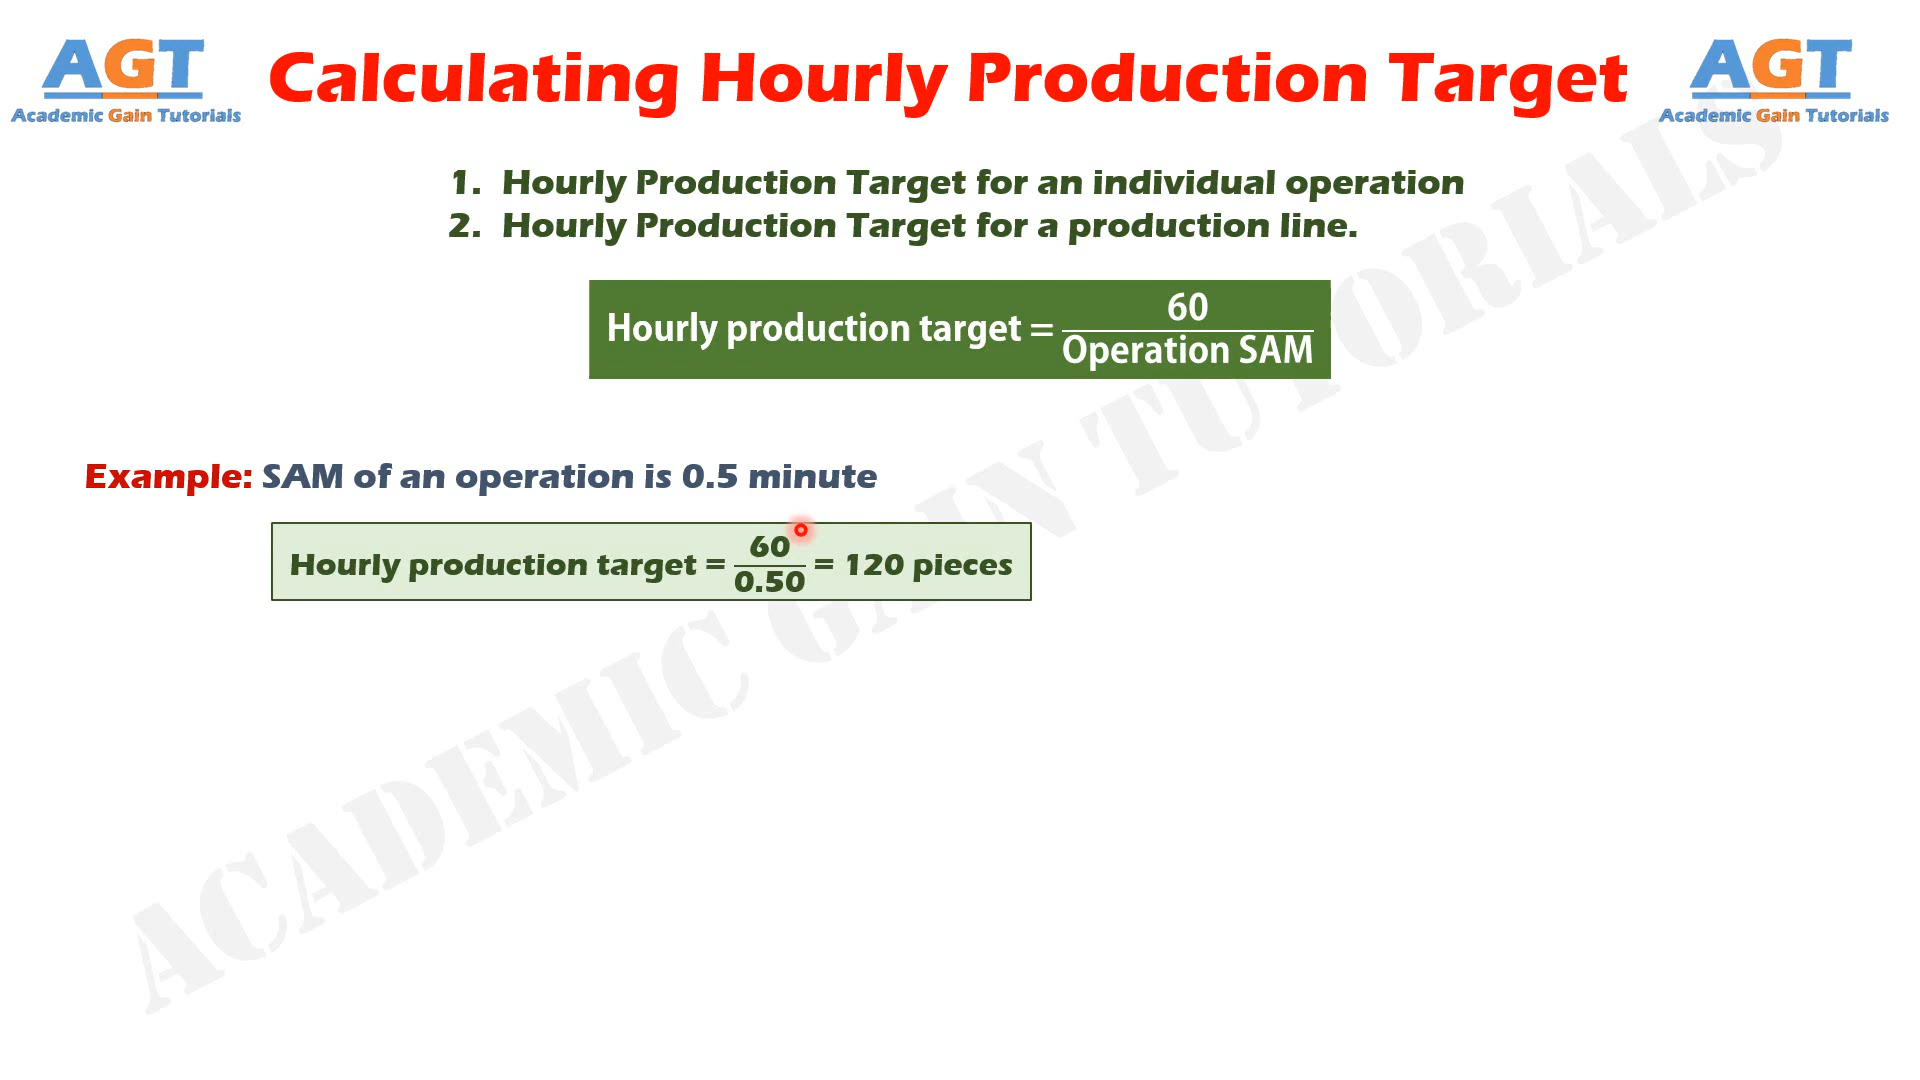 AGT
Academic Gain Tutorials
Calculating Hourly Production Target
AGT
Academic Gain Tutorials
1. Hourly Production Target for an individual operation
2. Hourly Production Target for a production line.
Hourly production target = 60 / Operation SAM
Example: SAM of an operation is 0.5 minute
Hourly production target = 60 / 0.50 = 120 pieces
ACADEMIC GAIN TUTORIALS